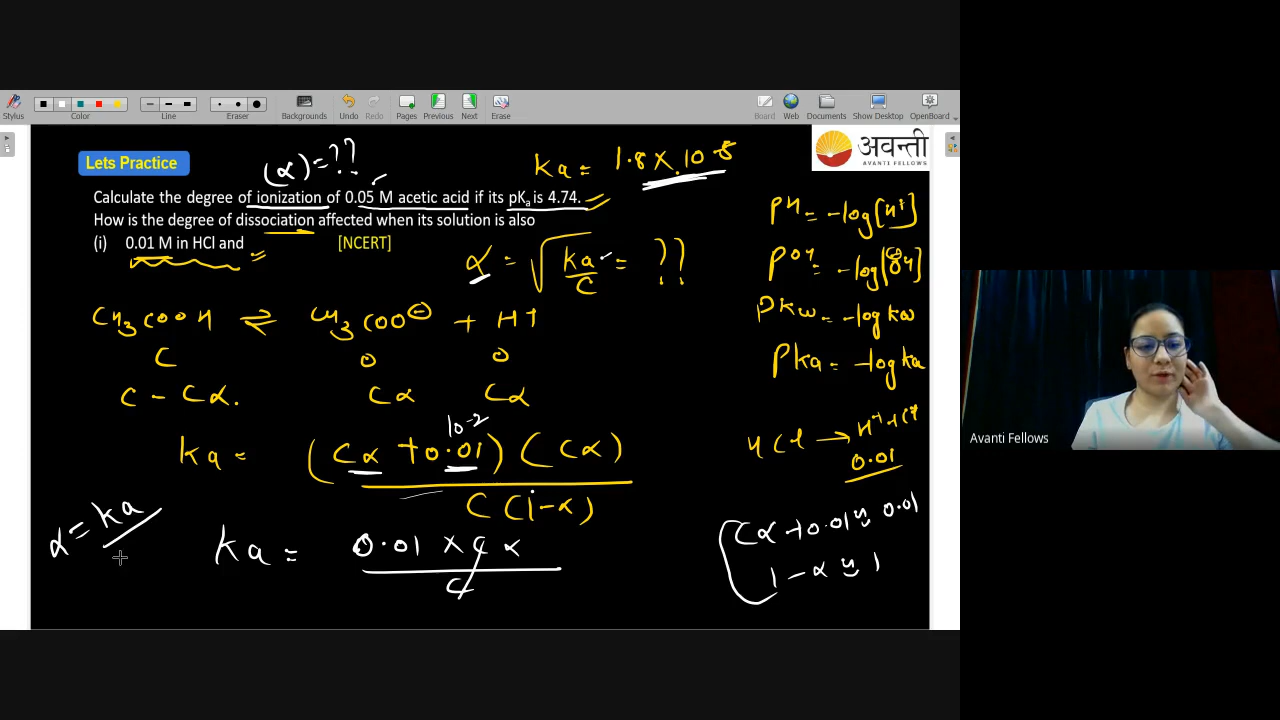 Stylus
Color
Line
Eraser
Backgrounds
Undo
Redo
Pages
Previous
Next
Erase
Board
Web
Documents
Show Desktop
OpenBoard
अवन्ती
AVANTI FELLOWS
Lets Practice
(α) = ??
Ka = 1.8 X 10-5
Calculate the degree of ionization of 0.05 M acetic acid if its pKa is 4.74.
How is the degree of dissociation affected when its solution is also
(i) 0.01 M in HCl and [NCERT]
α = √ Ka/C = ??
CH3COOH ⇌ CH3COO⊖ + H+
C 0 0
C - Cα. Cα Cα
10-2
Ka = (Cα + 0.01) (Cα)
C (1-α)
Ka = 0.01 X C α
C
α = Ka
PH = -log[H+]
POH = -log[OH]
PKw = -log Kw
PKa = -log Ka
HCl → H+ + Cl-
0.01
Cα + 0.01 ≈ 0.01
1 - α ≈ 1
Avanti Fellows